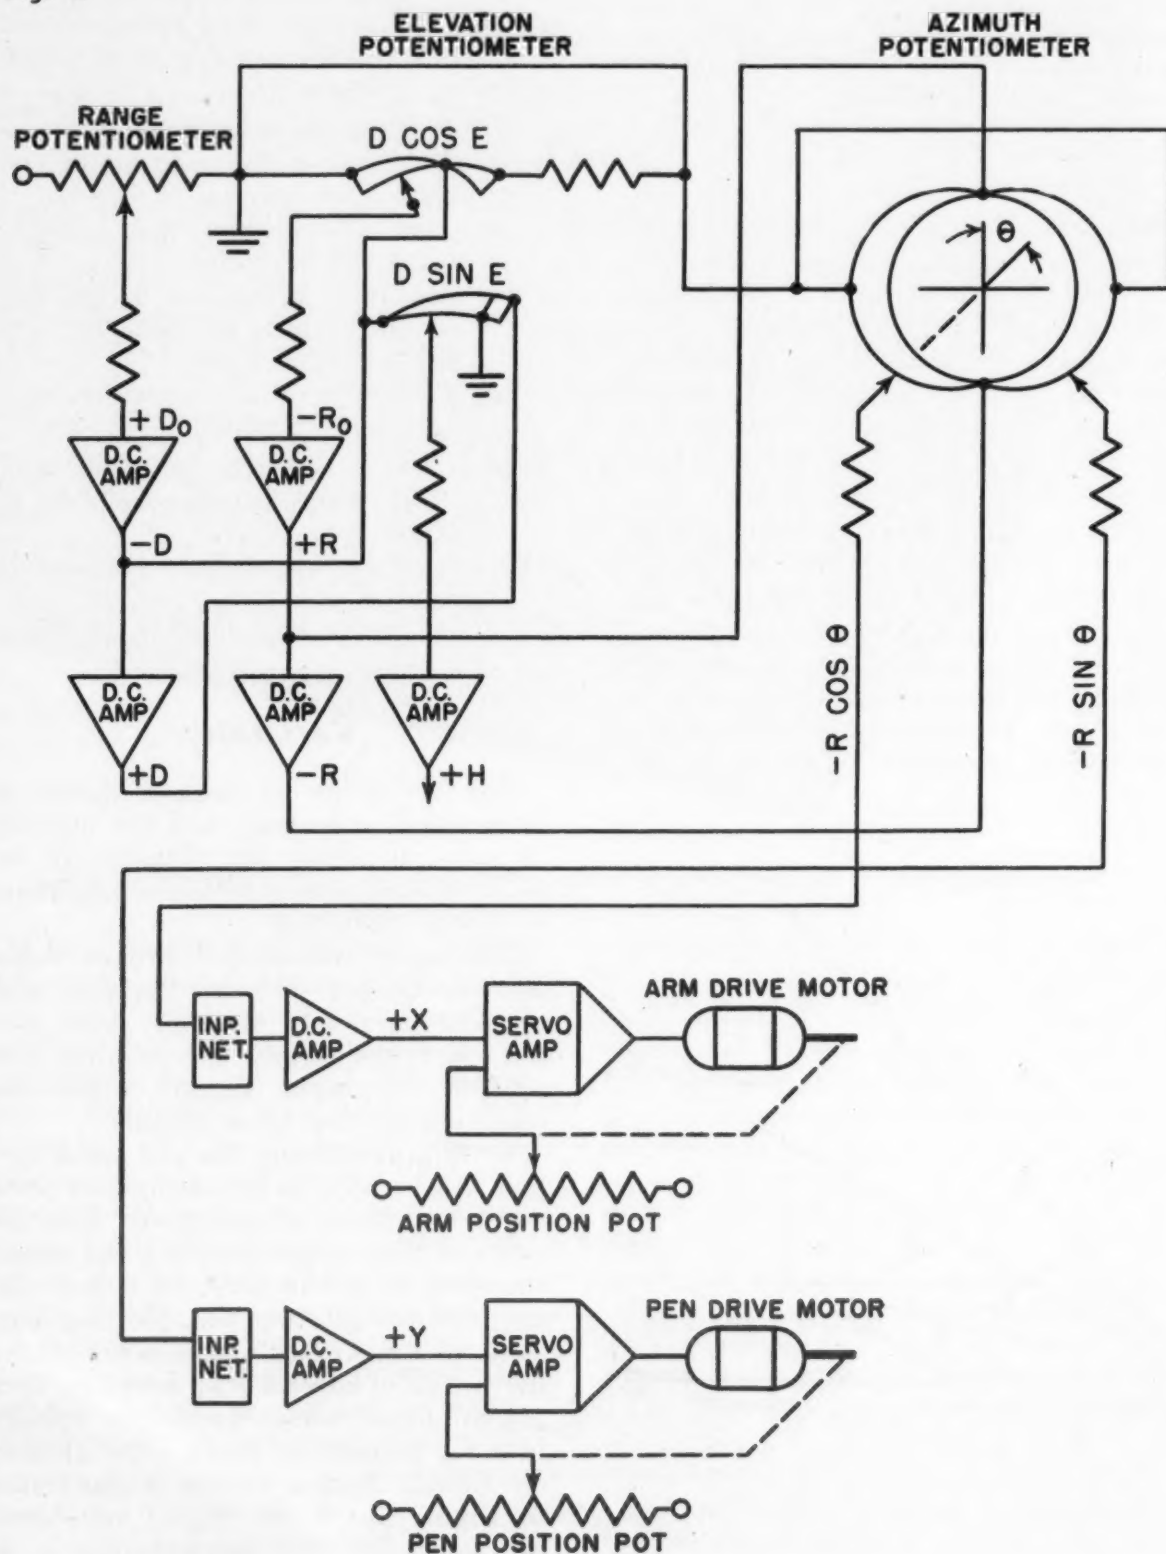 ELEVATION
POTENTIOMETER
AZIMUTH
POTENTIOMETER
RANGE
POTENTIOMETER
D COS E
θ
D SIN E
+ D₀
-R₀
D.C.
AMP
D.C.
AMP
-D
+R
D.C.
AMP
D.C.
AMP
D.C.
AMP
+D
-R
+H
-R COS θ
-R SIN θ
ARM DRIVE MOTOR
INP.
NET.
D.C.
AMP
+X
SERVO
AMP
ARM POSITION POT
PEN DRIVE MOTOR
INP.
NET.
D.C.
AMP
+Y
SERVO
AMP
PEN POSITION POT